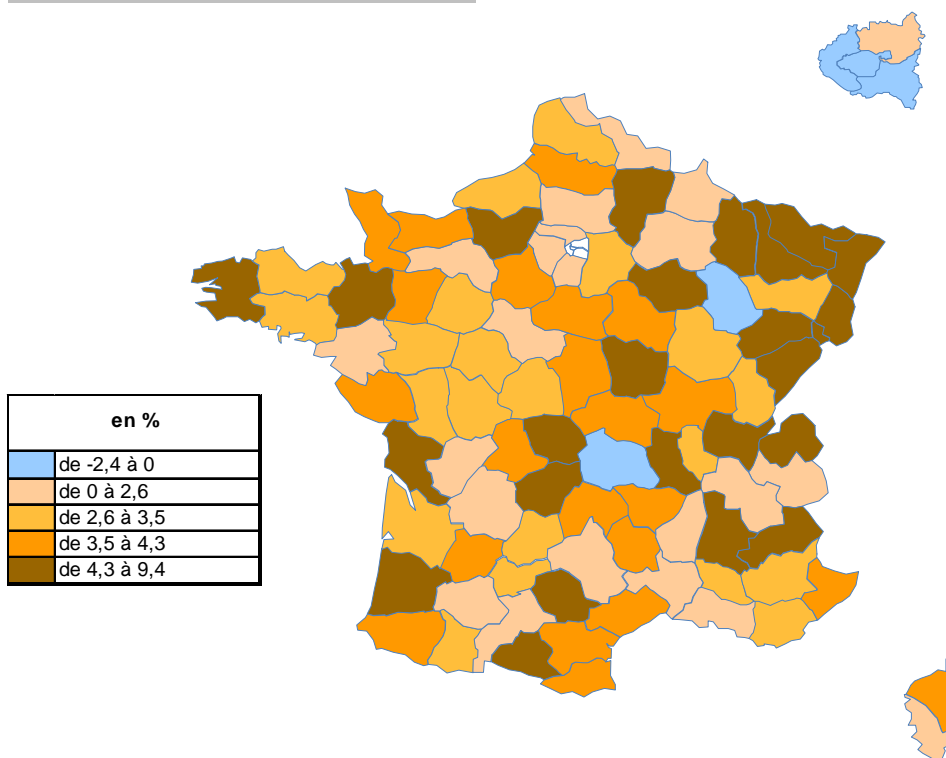 en %
de -2,4 à 0
de 0 à 2,6
de 2,6 à 3,5
de 3,5 à 4,3
de 4,3 à 9,4